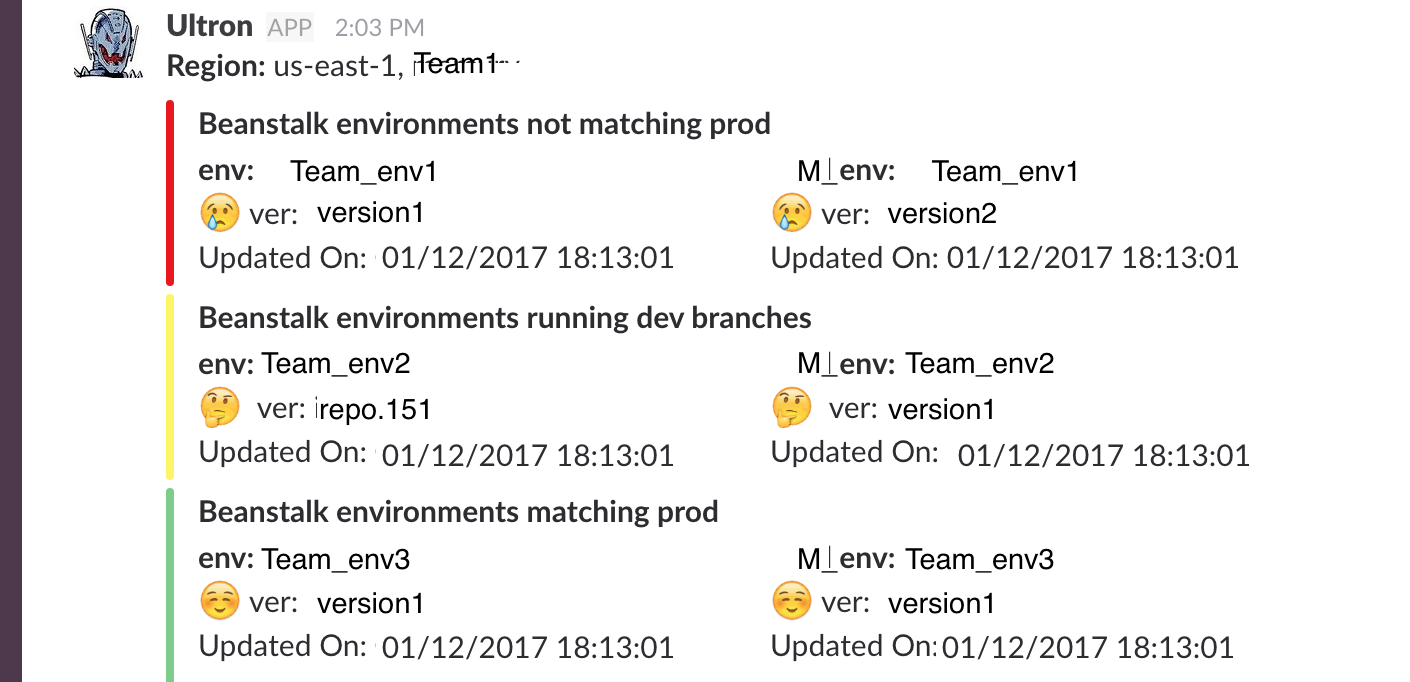 Ultron APP 2:03 PM
Region: us-east-1, Team1
Beanstalk environments not matching prod
env: Team_env1 M_env: Team_env1
ver: version1 ver: version2
Updated On: 01/12/2017 18:13:01 Updated On: 01/12/2017 18:13:01
Beanstalk environments running dev branches
env: Team_env2 M_env: Team_env2
ver: repo.151 ver: version1
Updated On: 01/12/2017 18:13:01 Updated On: 01/12/2017 18:13:01
Beanstalk environments matching prod
env: Team_env3 M_env: Team_env3
ver: version1 ver: version1
Updated On: 01/12/2017 18:13:01 Updated On: 01/12/2017 18:13:01